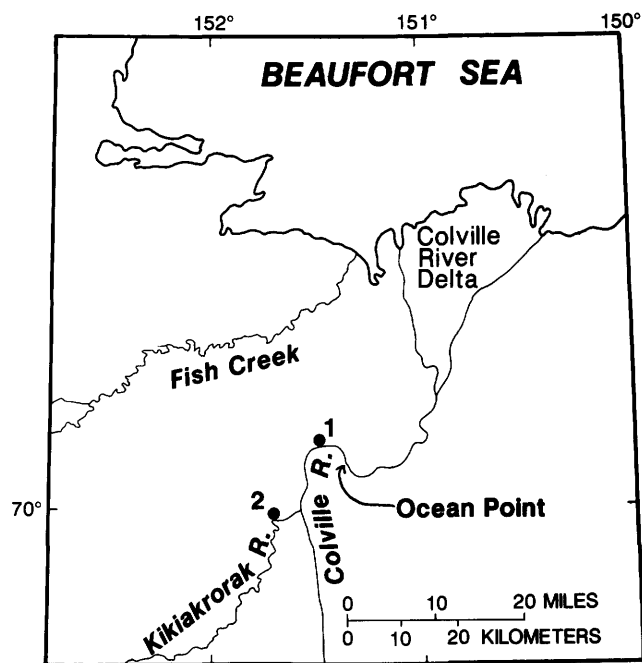 152°
151°
150°
BEAUFORT SEA
Colville
River
Delta
Fish Creek
1
2
70°
Ocean Point
Colville R.
Kikiakrorak R.
0 10 20 MILES
0 10 20 KILOMETERS